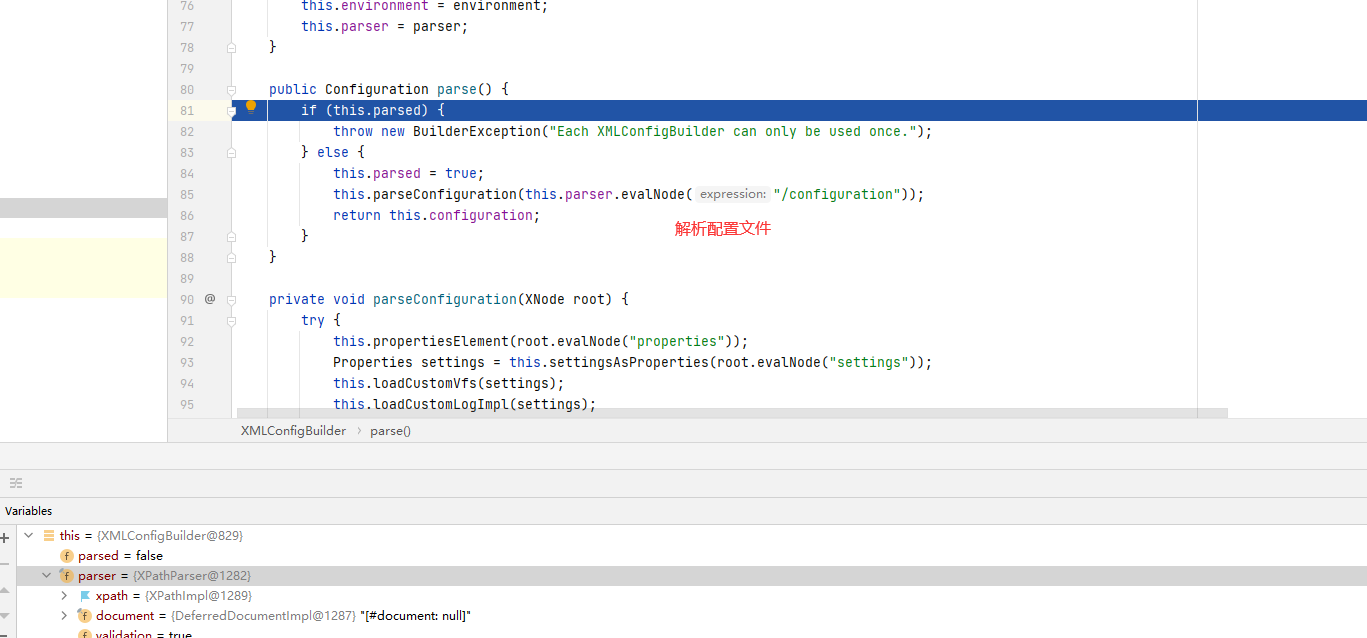 76 this.environment = environment;
77 this.parser = parser;
78 }
79
80 public Configuration parse() {
81 if (this.parsed) {
82 throw new BuilderException("Each XMLConfigBuilder can only be used once.");
83 } else {
84 this.parsed = true;
85 this.parseConfiguration(this.parser.evalNode( expression: "/configuration"));
86 return this.configuration;
解析配置文件
87 }
88 }
89
90 @ private void parseConfiguration(XNode root) {
91 try {
92 this.propertiesElement(root.evalNode("properties"));
93 Properties settings = this.settingsAsProperties(root.evalNode("settings"));
94 this.loadCustomVfs(settings);
95 this.loadCustomLogImpl(settings);
XMLConfigBuilder › parse()
Variables
this = {XMLConfigBuilder@829}
f parsed = false
f parser = {XPathParser@1282}
xpath = {XPathImpl@1289}
f document = {DeferredDocumentImpl@1287} "[#document: null]"
f validation = true